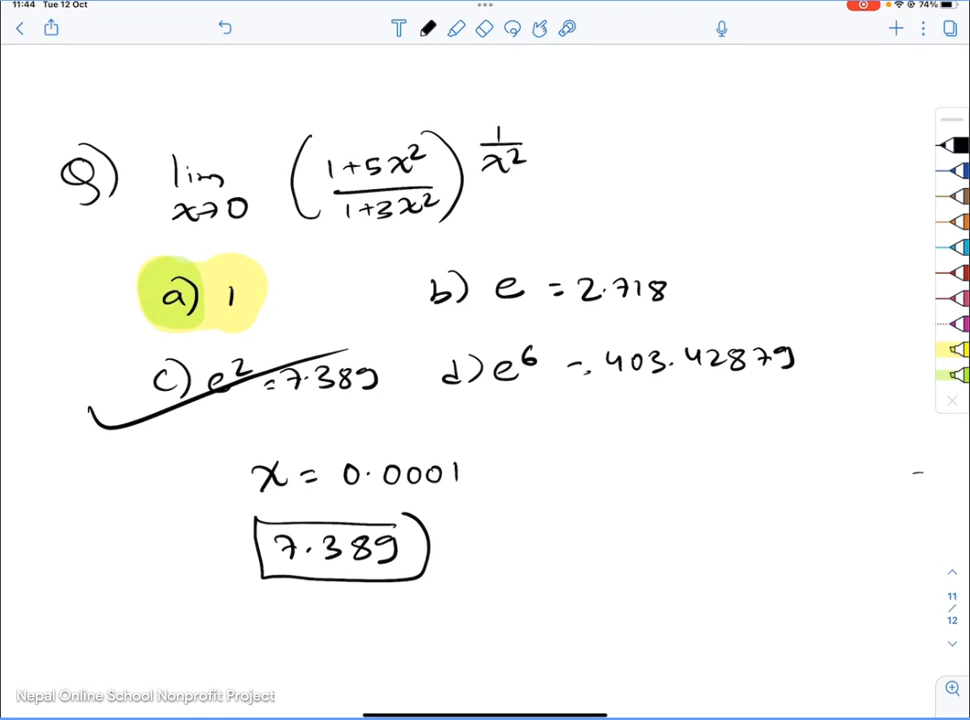 11:44 Tue 12 Oct 74%
Q) lim x→0 ((1+5x²)/(1+3x²))^(1/x²)
a) 1 b) e = 2.718
c) e² = 7.389 d) e⁶ = 403.42879
x = 0.0001
7.389
11
/
12
Nepal Online School Nonprofit Project